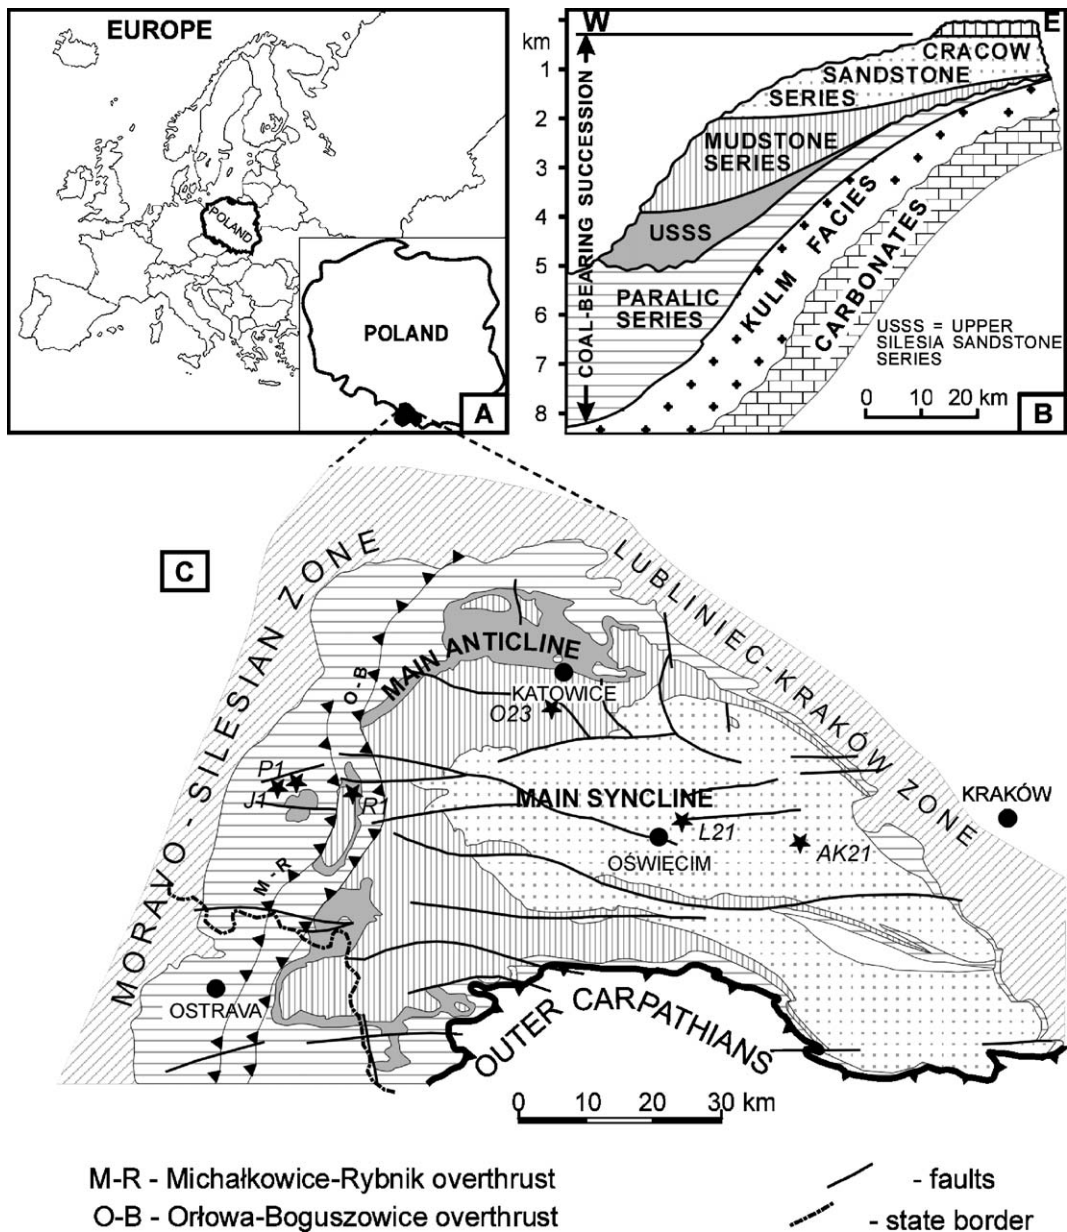 EUROPE
POLAND
POLAND
A
W
E
km
1
2
3
4
5
6
7
8
COAL-BEARING SUCCESSION
CRACOW
SANDSTONE
SERIES
MUDSTONE
SERIES
USSS
PARALIC
SERIES
KULM FACIES
CARBONATES
USSS = UPPER
SILESIA SANDSTONE
SERIES
0 10 20 km
B
C
MORAVO-SILESIAN ZONE
LUBLINIEC-KRAKÓW ZONE
O-B
MAIN ANTICLINE
KATOWICE
O23
P1
J1
R1
MAIN SYNCLINE
L21
OŚWIĘCIM
AK21
KRAKÓW
M-R
OSTRAVA
OUTER CARPATHIANS
0 10 20 30 km
M-R - Michałkowice-Rybnik overthrust
- faults
O-B - Orłowa-Boguszowice overthrust
- state border